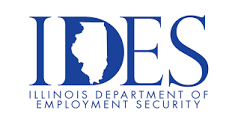 IDES
ILLINOIS DEPARTMENT OF
EMPLOYMENT SECURITY